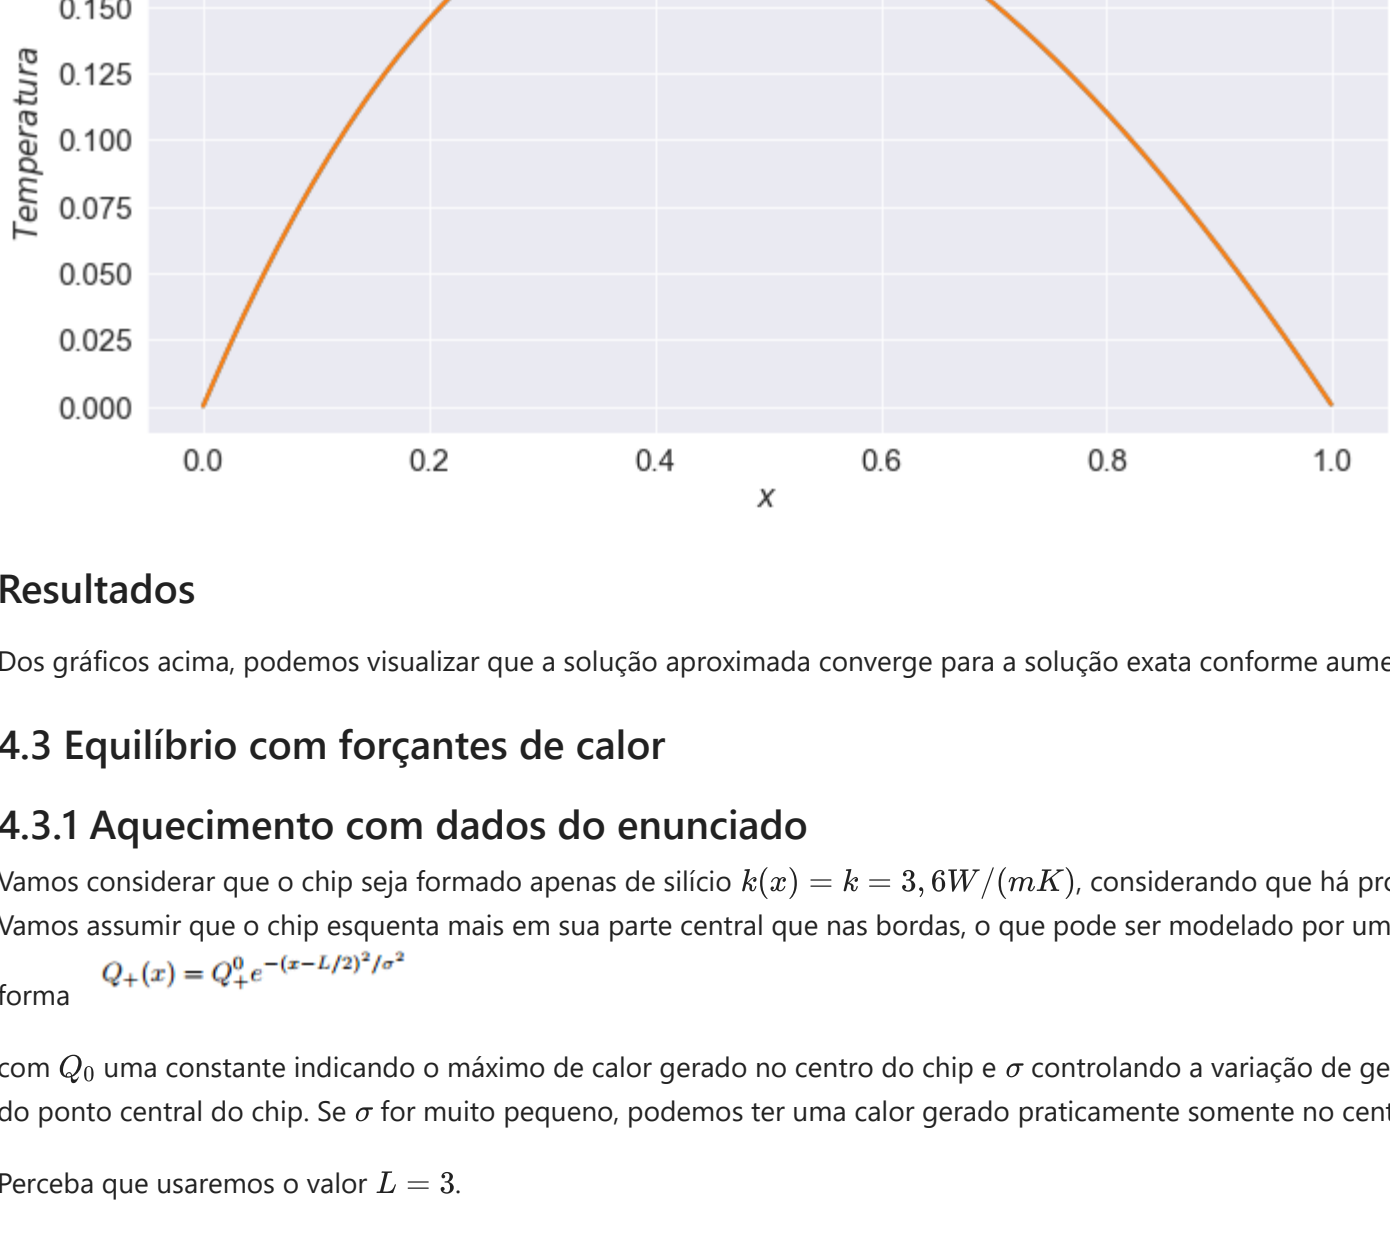 0.150
0.125
0.100
0.075
0.050
0.025
0.000
Temperatura
0.0 0.2 0.4 0.6 0.8 1.0
x
Resultados
Dos gráficos acima, podemos visualizar que a solução aproximada converge para a solução exata conforme
4.3 Equilíbrio com forçantes de calor
4.3.1 Aquecimento com dados do enunciado
Vamos considerar que o chip seja formado apenas de silício k(x) = k = 3, 6W/(mK), considerando que há
Vamos assumir que o chip esquenta mais em sua parte central que nas bordas, o que pode ser modelado por
forma Q₊(x) = Q₊⁰e^{−(x−L/2)²/σ²}
com Q₀ uma constante indicando o máximo de calor gerado no centro do chip e σ controlando a variação de
do ponto central do chip. Se σ for muito pequeno, podemos ter uma calor gerado praticamente somente no
Perceba que usaremos o valor L = 3.